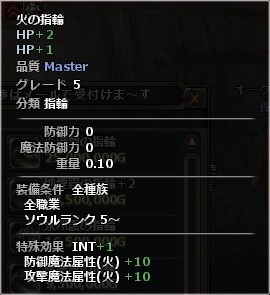 火の指輪
HP+2
HP+1
品質 Master
グレード 5
分類 指輪
防御力 0
魔法防御力 0
重量 0.10
装備条件 全種族
全職業
ソウルランク 5～
特殊効果 INT+1
防御魔法属性(火) +10
攻撃魔法属性(火) +10